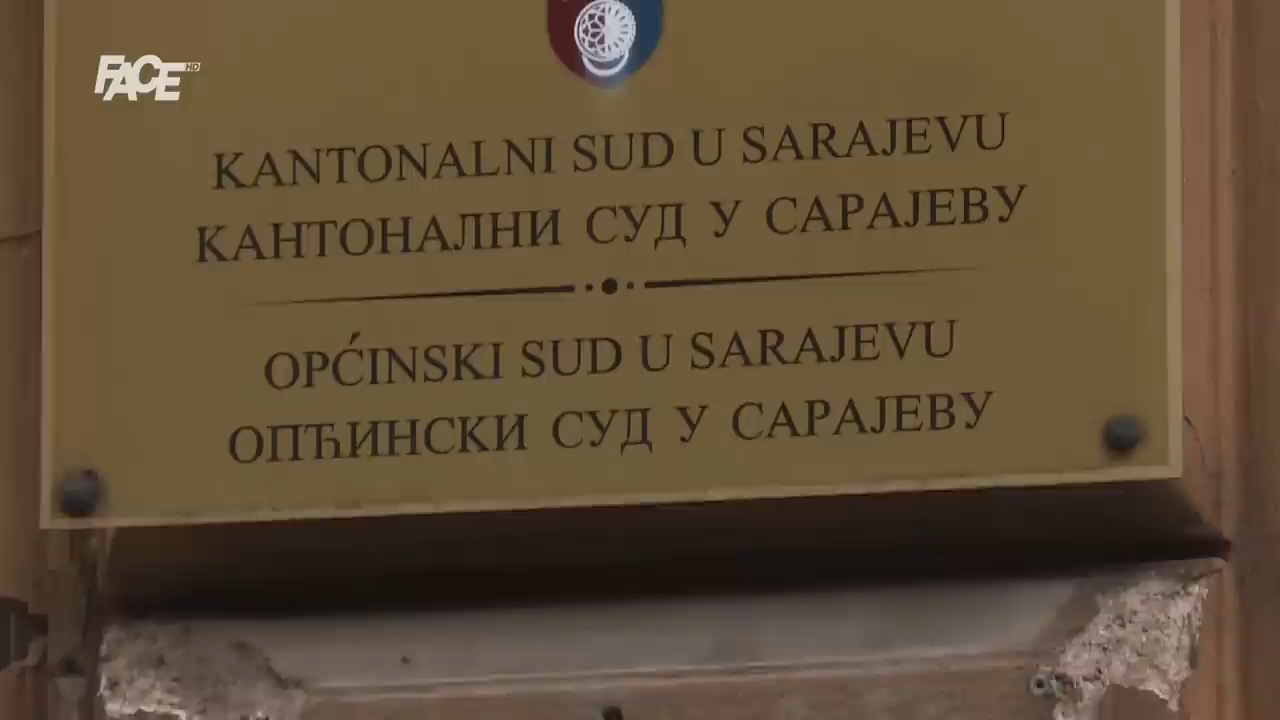 FACE HD
KANTONALNI SUD U SARAJEVU
КАНТОНАЛНИ СУД У САРАЈЕВУ
OPĆINSKI SUD U SARAJEVU
ОПЋИНСКИ СУД У САРАЈЕВУ